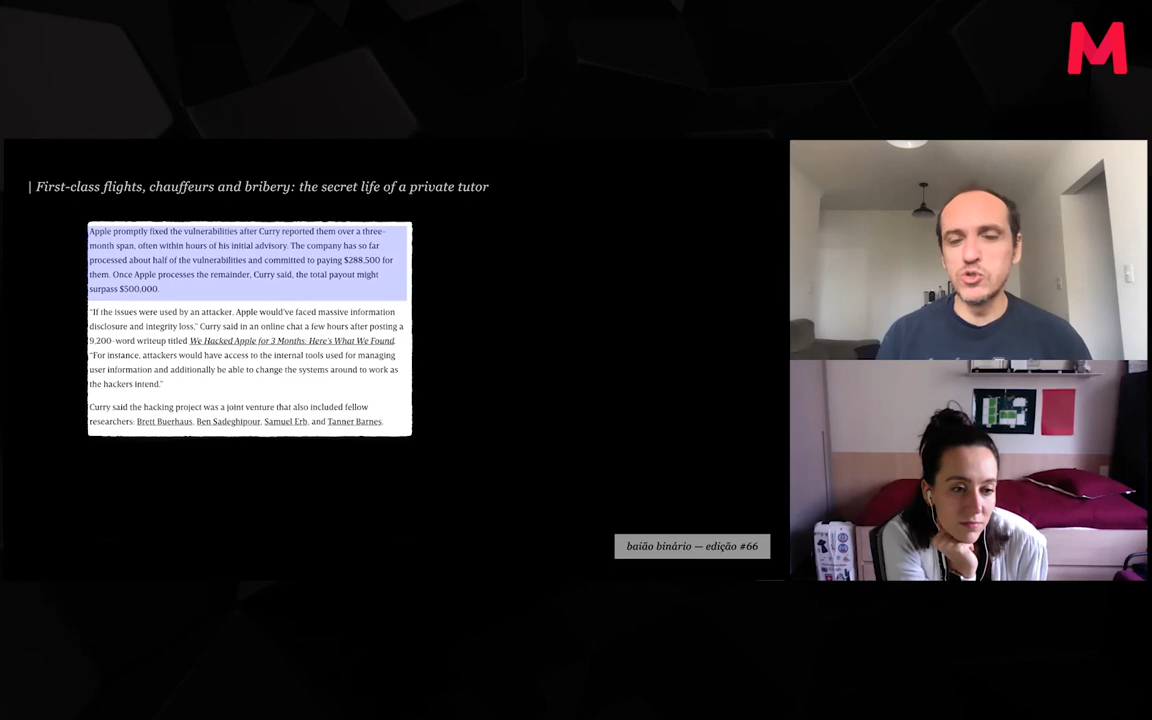 M
| First-class flights, chauffeurs and bribery: the secret life of a private tutor
Apple promptly fixed the vulnerabilities after Curry reported them over a three-
month span, often within hours of his initial advisory. The company has so far
processed about half of the vulnerabilities and committed to paying $288,500 for
them. Once Apple processes the remainder, Curry said, the total payout might
surpass $500,000.
“If the issues were used by an attacker, Apple would’ve faced massive information
disclosure and integrity loss,” Curry said in an online chat a few hours after posting a
9,200-word writeup titled We Hacked Apple for 3 Months: Here’s What We Found.
“For instance, attackers would have access to the internal tools used for managing
user information and additionally be able to change the systems around to work as
the hackers intend.”
Curry said the hacking project was a joint venture that also included fellow
researchers: Brett Buerhaus, Ben Sadeghipour, Samuel Erb, and Tanner Barnes.
baião binário — edição #66